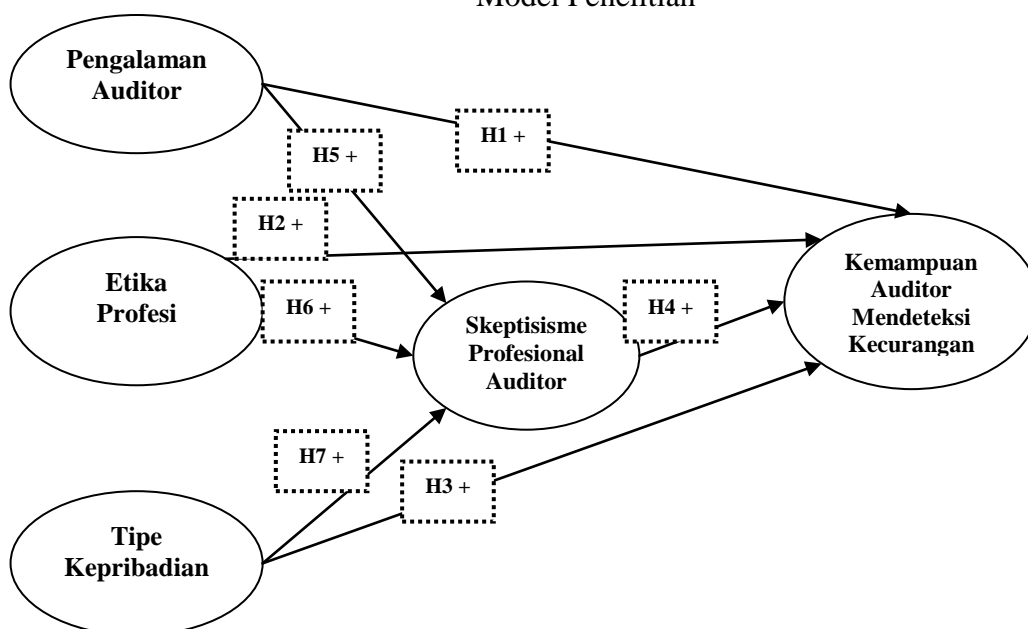 Model Penelitian
Pengalaman
Auditor
H1 +
H5 +
H2 +
Etika
Profesi
H6 +
Skeptisisme
Profesional
Auditor
H4 +
Kemampuan
Auditor
Mendeteksi
Kecurangan
H7 +
H3 +
Tipe
Kepribadian